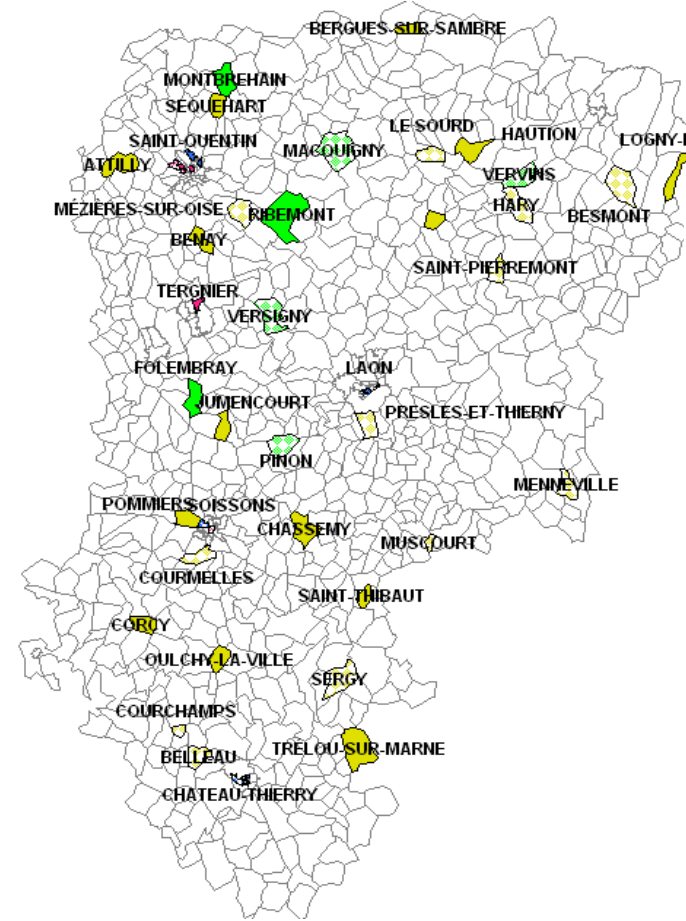 BERGUES-SUR-SAMBRE
MONTBREHAIN
SEQUEHART
LE SOURD
HAUTION
SAINT-QUENTIN
MACQUIGNY
LOGNY-L
ATTILLY
VERVINS
HARY
MÉZIÈRES-SUR-OISE
RIBEMONT
BESMONT
BENAY
SAINT-PIERREMONT
TERGNIER
VERSIGNY
FOLEMBRAY
LAON
JUMENCOURT
PRESLES-ET-THIERNY
PINON
MENNEVILLE
POMMIERS
SOISSONS
CHASSEMY
MUSCOURT
COURMELLES
SAINT-THIBAUT
CORCY
OULCHY-LA-VILLE
SERGY
COURCHAMPS
TRÉLOU-SUR-MARNE
BELLEAU
CHATEAU-THIERRY